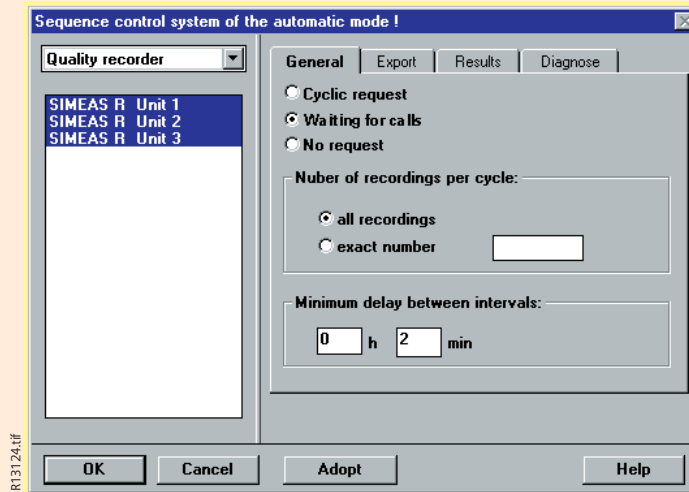 Sequence control system of the automatic mode !
Quality recorder
SIMEAS R Unit 1
SIMEAS R Unit 2
SIMEAS R Unit 3
General Export Results Diagnose
Cyclic request
Waiting for calls
No request
Nuber of recordings per cycle:
all recordings
exact number
Minimum delay between intervals:
0 h 2 min
OK Cancel Adopt Help
R13124.tif